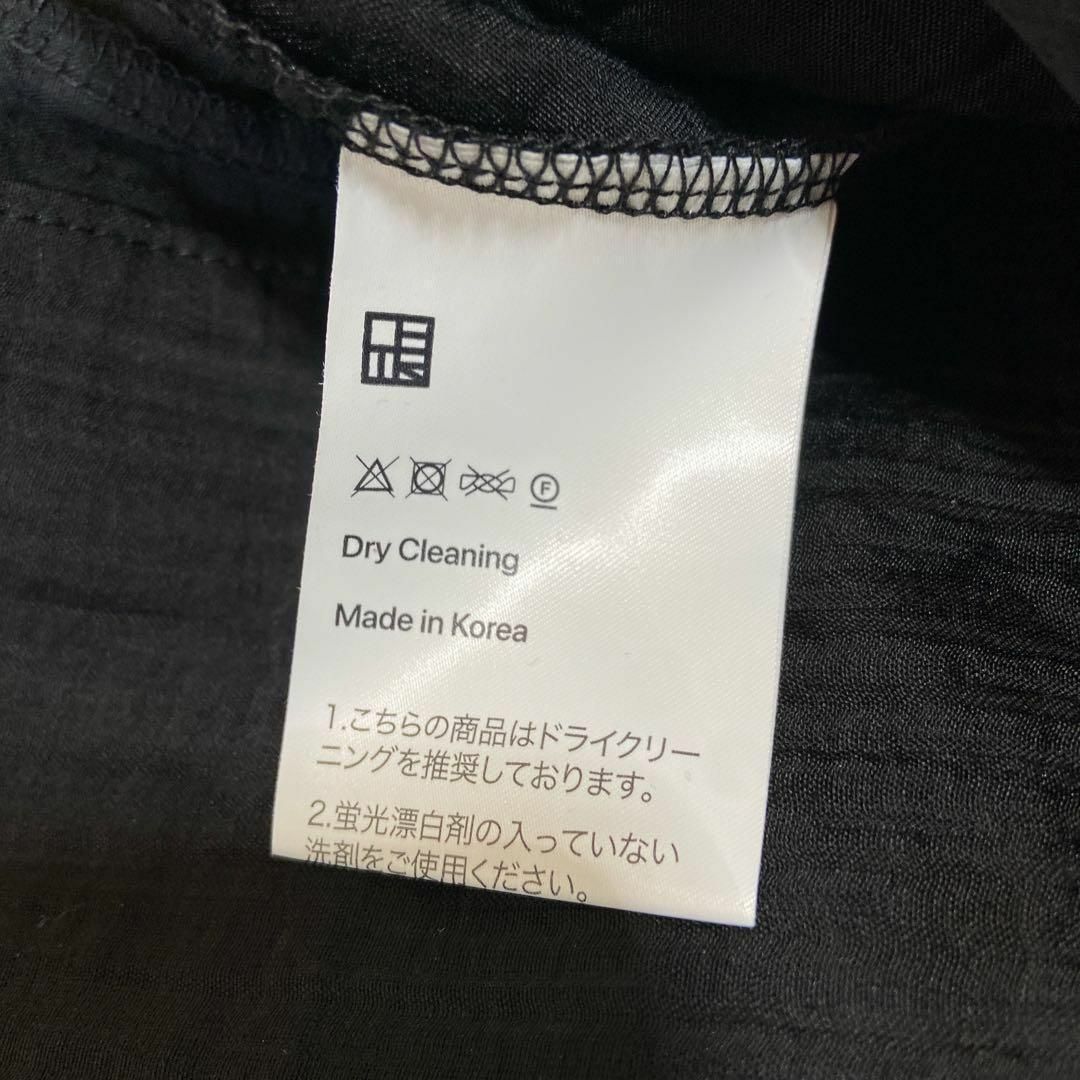 F
Dry Cleaning
Made in Korea
1.こちらの商品はドライクリー
ニングを推奨しております。
2.蛍光漂白剤の入っていない
洗剤をご使用ください。